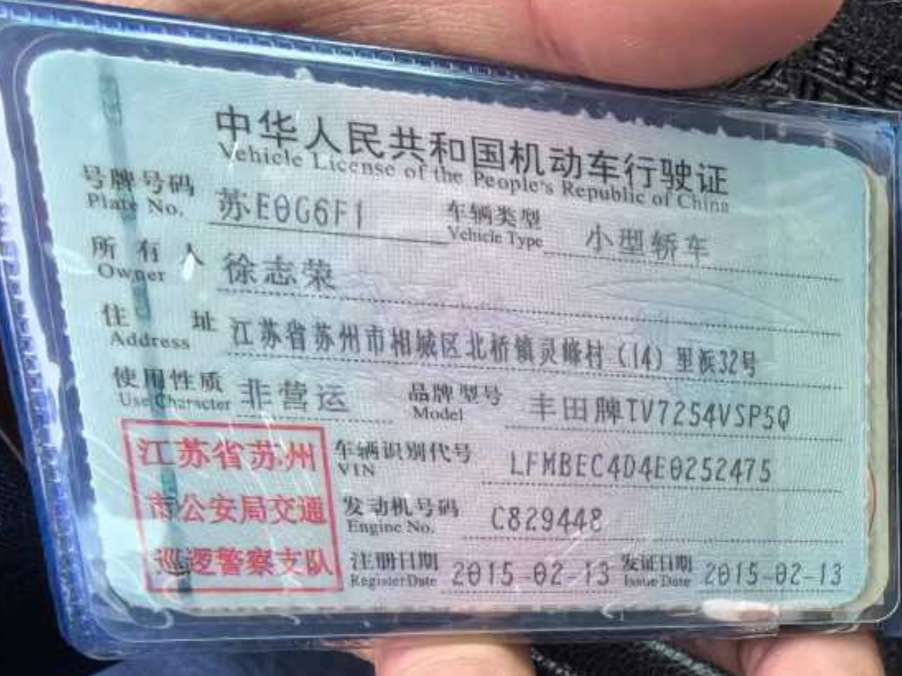 中华人民共和国机动车行驶证
Vehicle License of the People's Republic of China
号牌号码 苏E0G6F1 车辆类型 小型轿车
Plate No. Vehicle Type
所有人 徐志荣
Owner
住址 江苏省苏州市相城区北桥镇灵峰村（14）里浜32号
Address
使用性质 非营运 品牌型号 丰田牌TV7254VSP5Q
Use Character Model
江苏省苏州 车辆识别代号 LFMBEC4D4E0252475
VIN
市公安局交通 发动机号码 C829448
Engine No.
巡逻警察支队 注册日期 2015-02-13 发证日期 2015-02-13
Register Date Issue Date